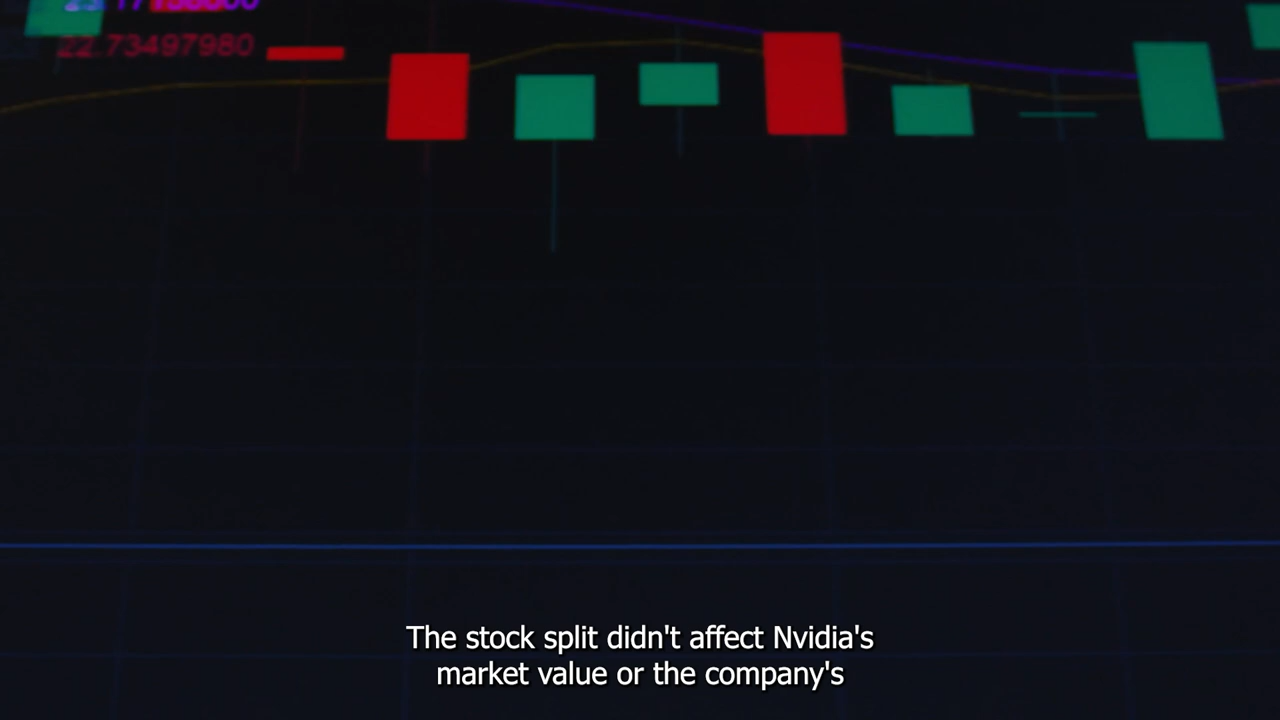 22.73497980
The stock split didn't affect Nvidia's
market value or the company's